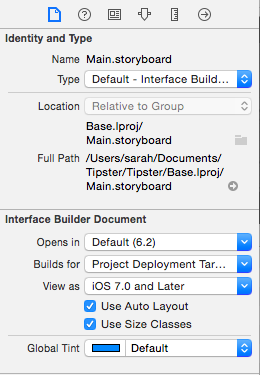 Identity and Type
Name Main.storyboard
Type Default - Interface Build...
Location Relative to Group
Base.lproj/
Main.storyboard
Full Path /Users/sarah/Documents/
Tipster/Tipster/Base.lproj/
Main.storyboard
Interface Builder Document
Opens in Default (6.2)
Builds for Project Deployment Tar...
View as iOS 7.0 and Later
Use Auto Layout
Use Size Classes
Global Tint Default